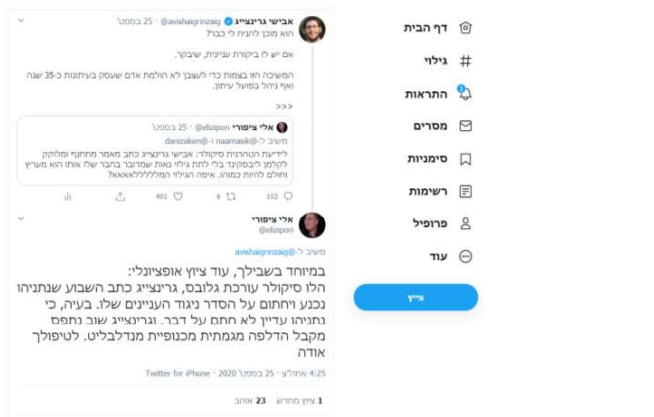 אבישי גרינצייג @avishaigrinzaig · 25 בספט'
הוא מוכן להניח לי כבר?
אם יש לו ביקורת עניינית, שיבקר.
המשיכה הזו בצמות כדי לעצבן לא הולמת אדם שעסק בעיתונות כ-35 שנה
ואף ניהל בפועל עיתון.
>>>
אלי ציפורי @elizipori · 25 בספט'
משיב ל-@naamasik ו-@danizaken
לידיעת הטהרנית סיקולר: אבישי גרינצייג כתב מאמר מתחנף ומלוקק
לקלמן ליבסקינד בלי לתת גילוי נאות שמדובר בחבר שלו אותו הוא מעריץ
וחולם להיות כמוהו. איפה הגילוי המלללללאאאא?
102 6 401
אלי ציפורי
@elizipori
משיב ל-@avishaigrinzaig
במיוחד בשבילך, עוד ציוץ אופציונלי:
הלו סיקולר עורכת גלובס, גרינצייג כתב השבוע שנתניהו
נכנע ויחתום על הסדר ניגוד העניינים שלו. בעיה, כי
נתניהו עדיין לא חתם על דבר. וגרינצייג שוב נתפס
מקבל הדלפה מגמתית מכנופיית מנדלבליט. לטיפולך
אודה
4:25 אחה"צ · 25 בספט' 2020 · Twitter for iPhone
1 ציוץ מחדש 23 אוהב
דף הבית
גילוי
התראות
מסרים
סימניות
רשימות
פרופיל
עוד
ציייץ